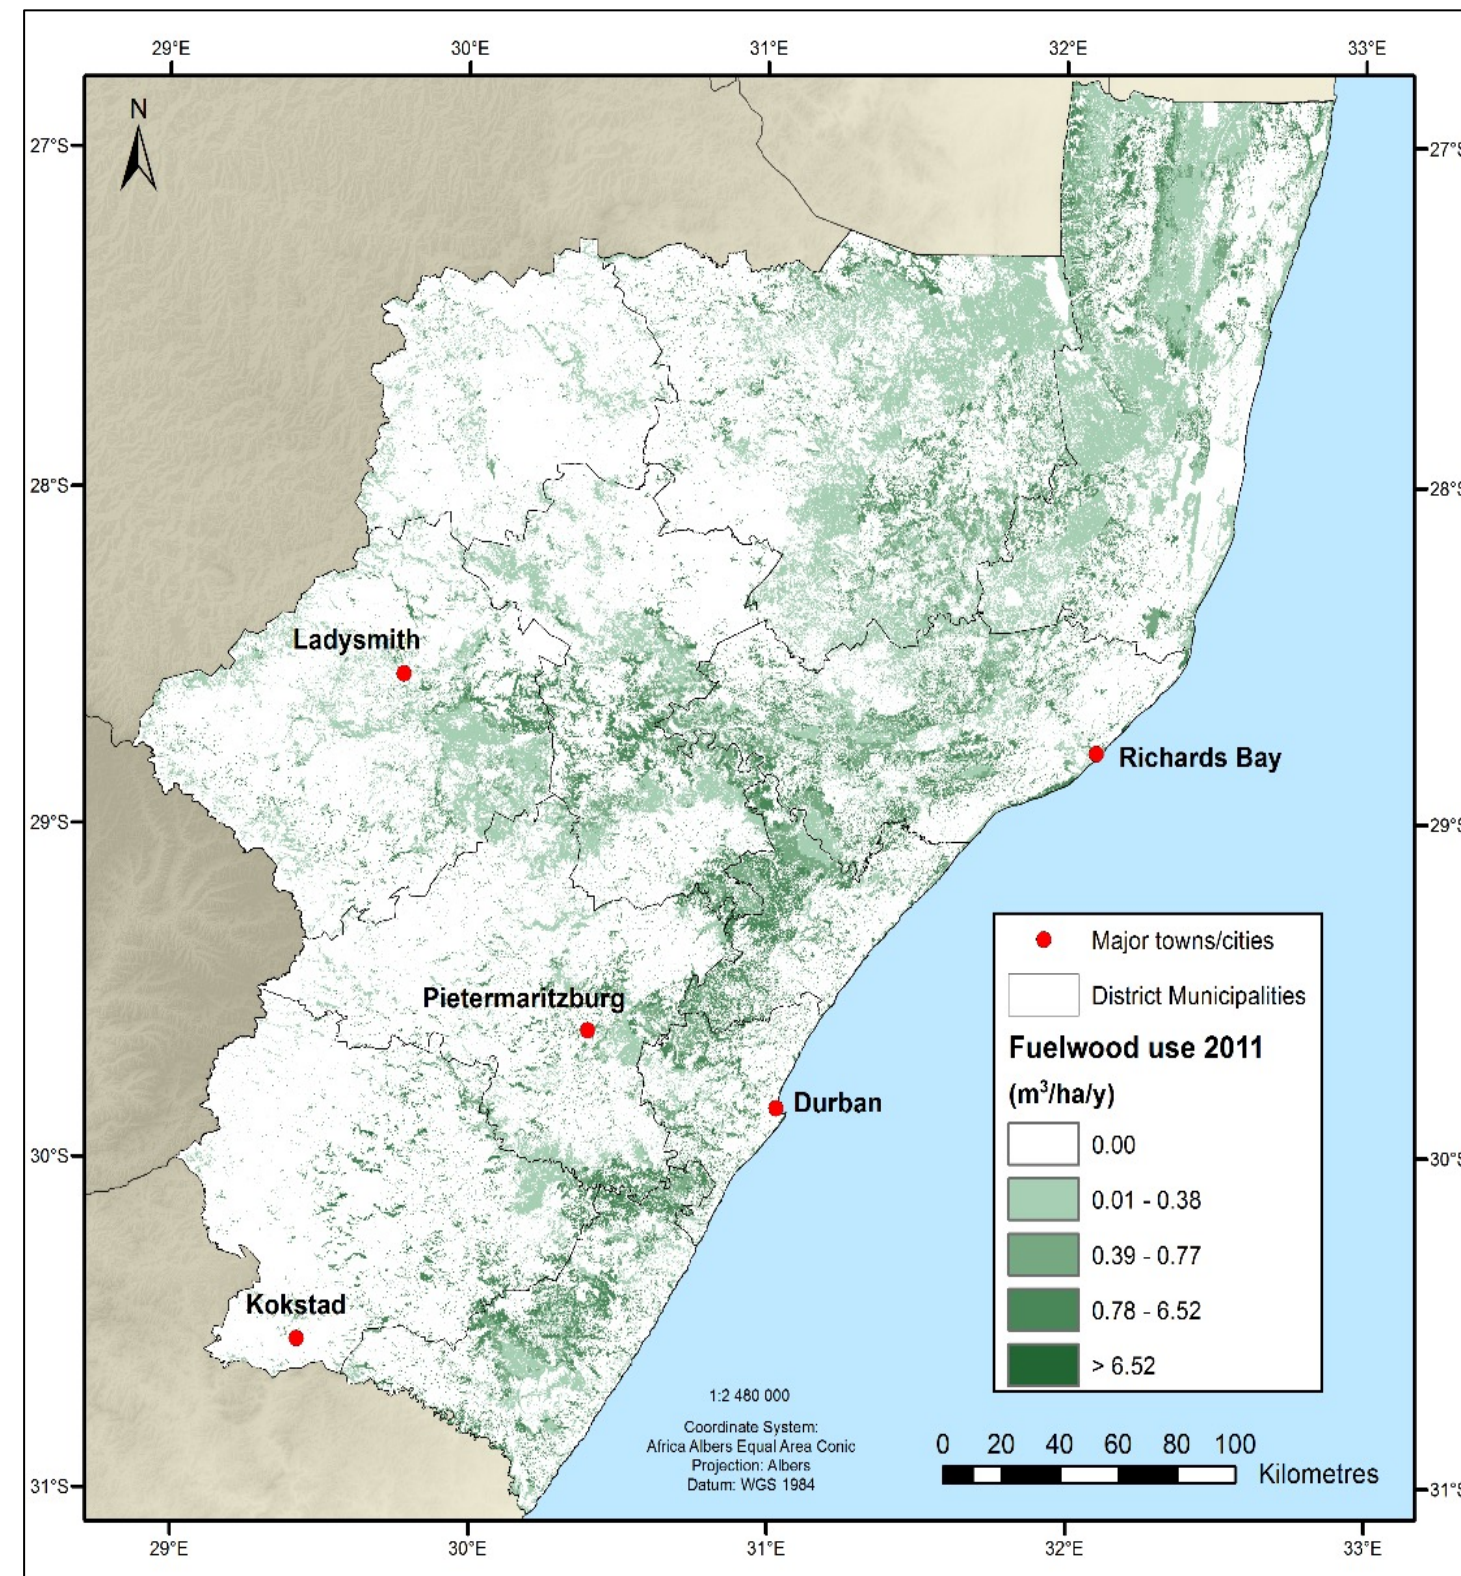 29°E 30°E 31°E 32°E 33°E
N
27°S 27°S
28°S 28°S
Ladysmith
Richards Bay
29°S 29°S
Major towns/cities
Pietermaritzburg
District Municipalities
Fuelwood use 2011
(m³/ha/y)
Durban
0.00
30°S 30°S
0.01 - 0.38
0.39 - 0.77
Kokstad
0.78 - 6.52
> 6.52
1:2 480 000
Coordinate System:
Africa Albers Equal Area Conic
Projection: Albers
Datum: WGS 1984
0 20 40 60 80 100
Kilometres
31°S 31°S
29°E 30°E 31°E 32°E 33°E